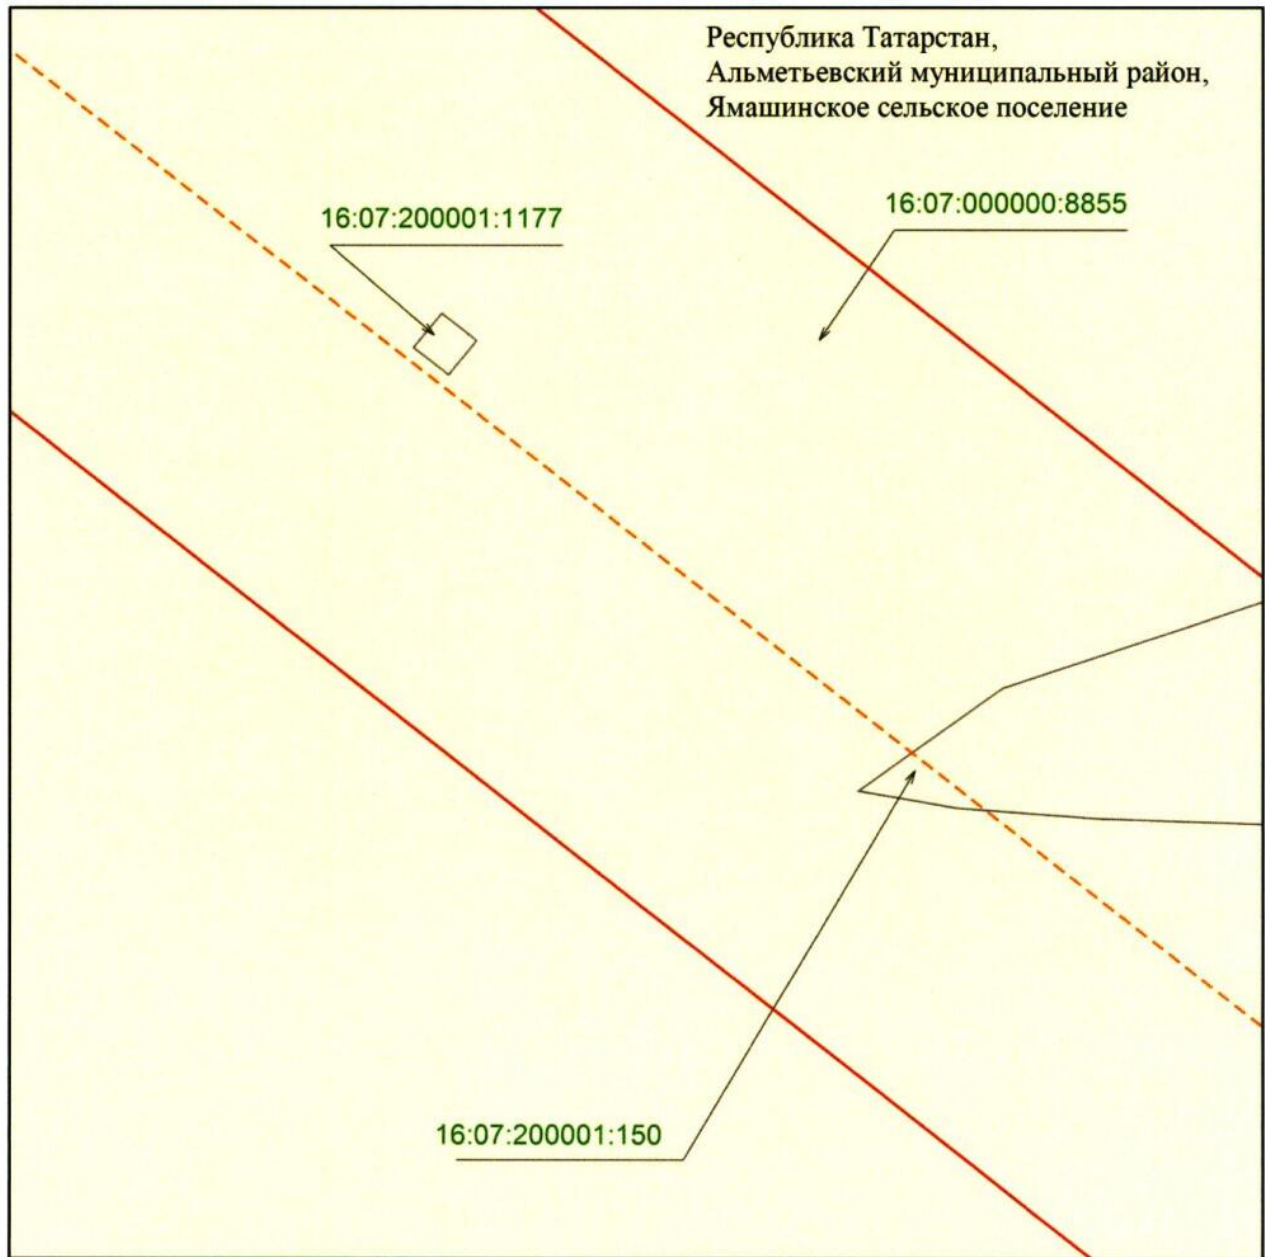 Республика Татарстан,
Альметьевский муниципальный район,
Ямашинское сельское поселение
16:07:200001:1177
16:07:000000:8855
16:07:200001:150